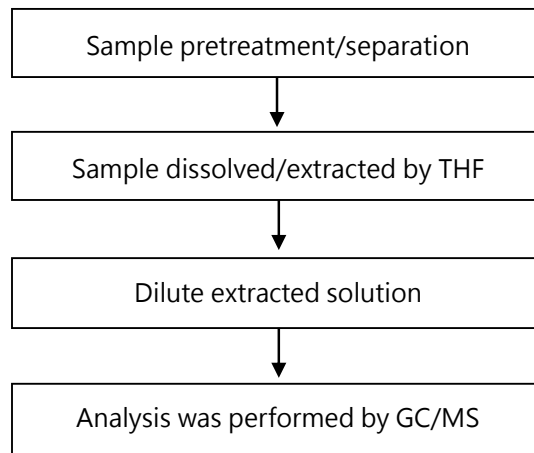 Sample pretreatment/separation
Sample dissolved/extracted by THF
Dilute extracted solution
Analysis was performed by GC/MS